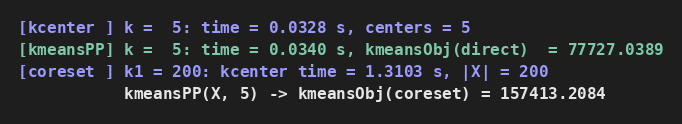 [kcenter ] k =  5: time = 0.0328 s, centers = 5
[kmeansPP] k =  5: time = 0.0340 s, kmeansObj(direct)  = 77727.0389
[coreset ] k1 = 200: kcenter time = 1.3103 s, |X| = 200
           kmeansPP(X, 5) -> kmeansObj(coreset) = 157413.2084